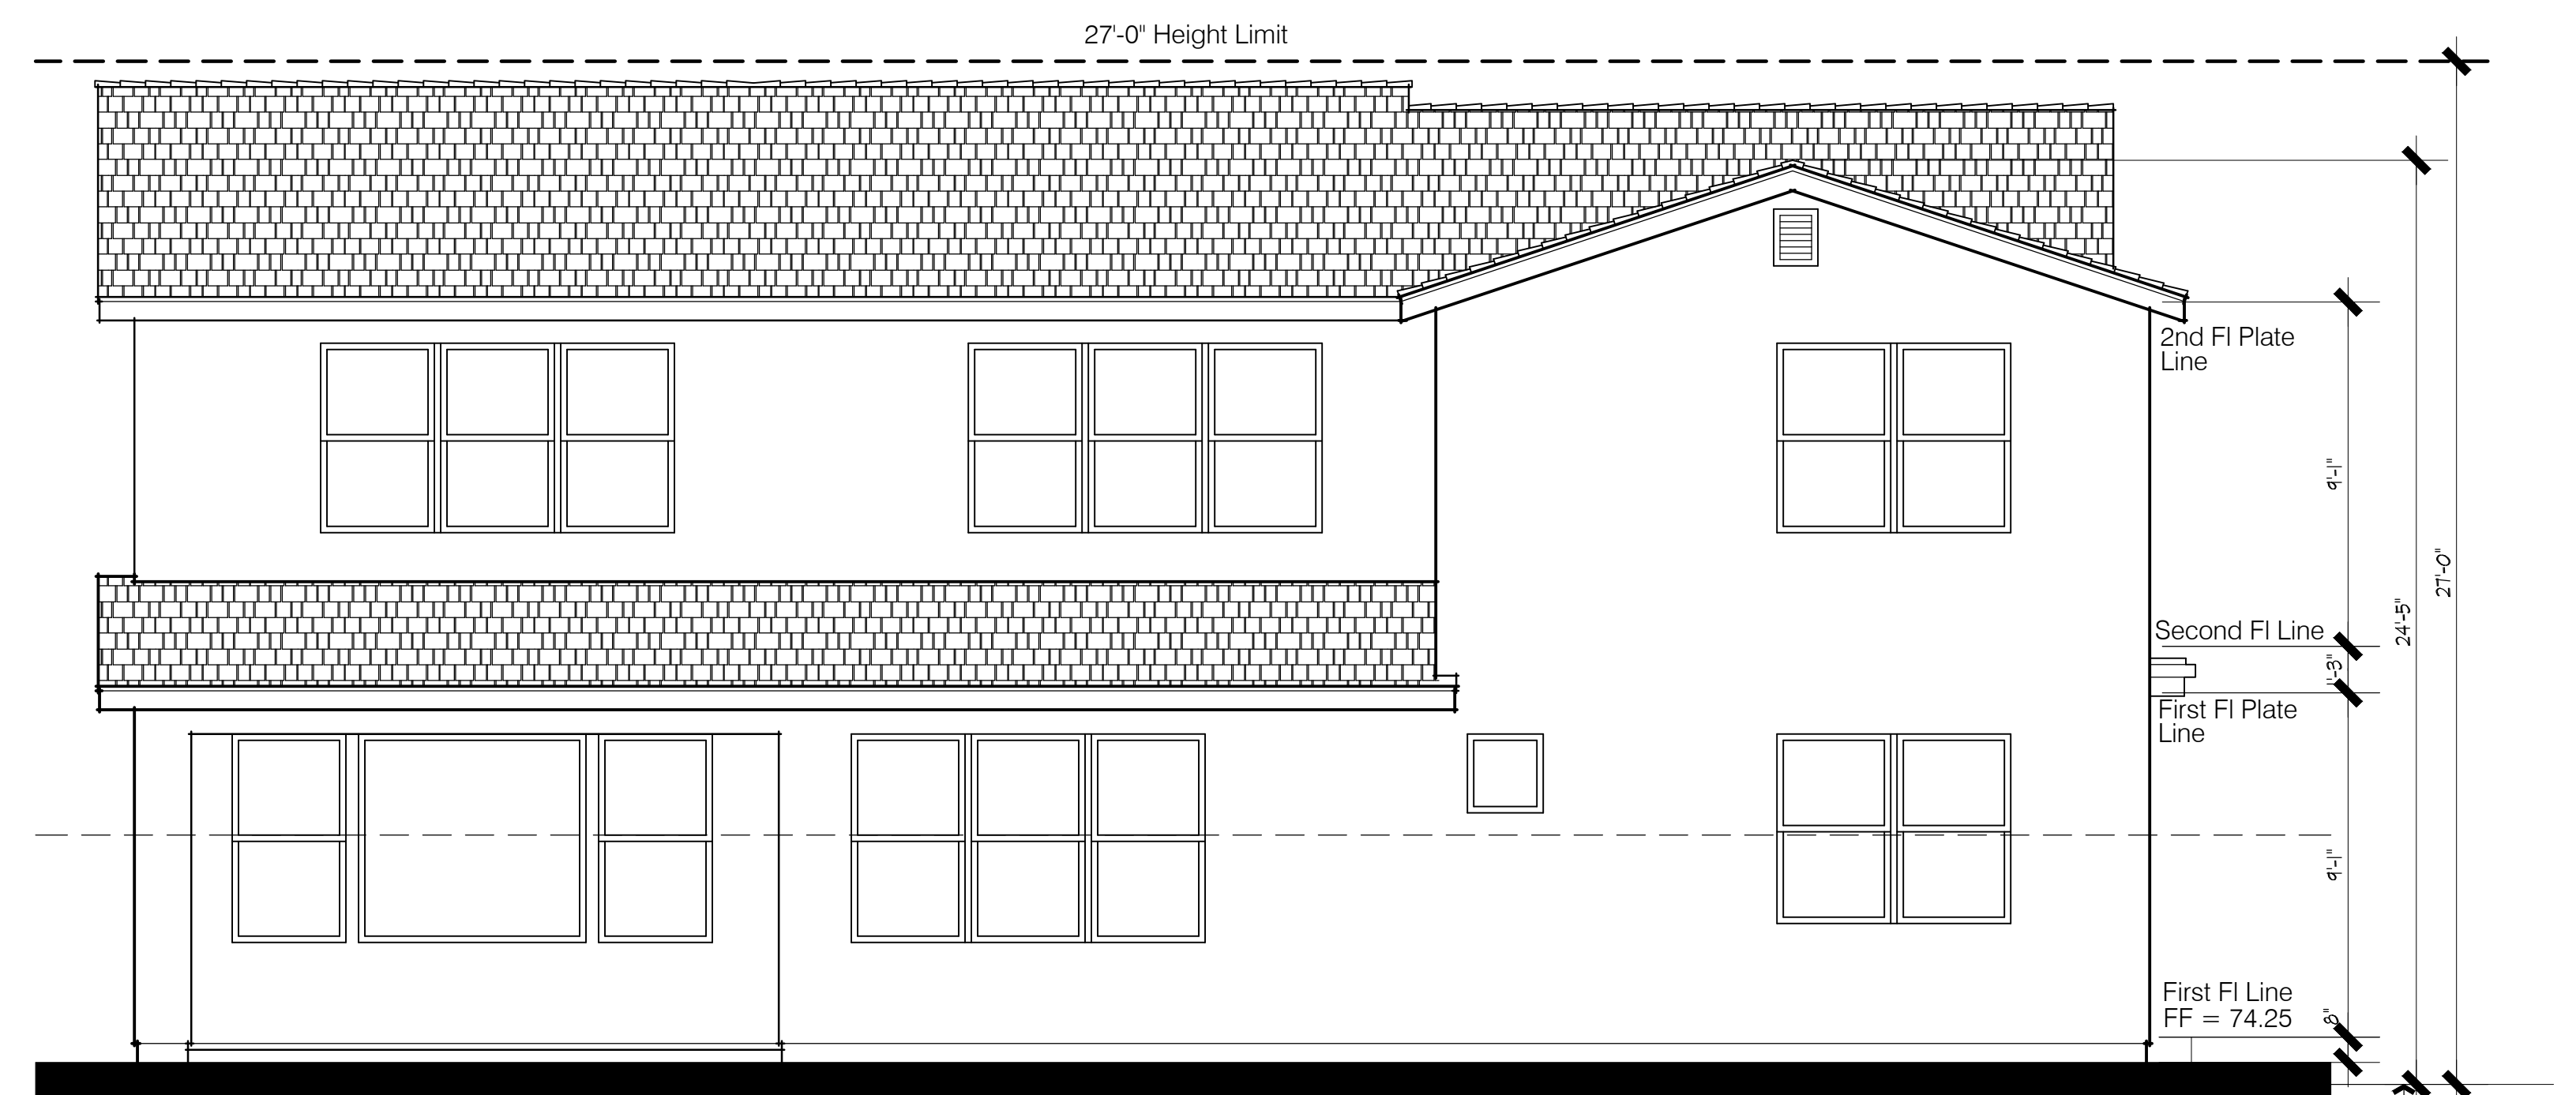 27'-0" Height Limit
2nd Fl Plate
Line
9'-1"
27'-0"
24'-5"
Second Fl Line
1'-3"
First Fl Plate
Line
9'-1"
First Fl Line
FF = 74.25
8"